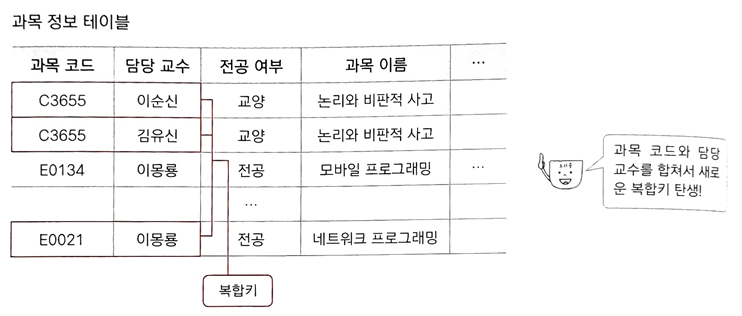 과목 정보 테이블
과목 코드 담당 교수 전공 여부 과목 이름 …
C3655 이순신 교양 논리와 비판적 사고
C3655 김유신 교양 논리와 비판적 사고
E0134 이몽룡 전공 모바일 프로그래밍 …
…
E0021 이몽룡 전공 네트워크 프로그래밍
복합키
과목 코드와 담당
교수를 합쳐서 새로
운 복합키 탄생!